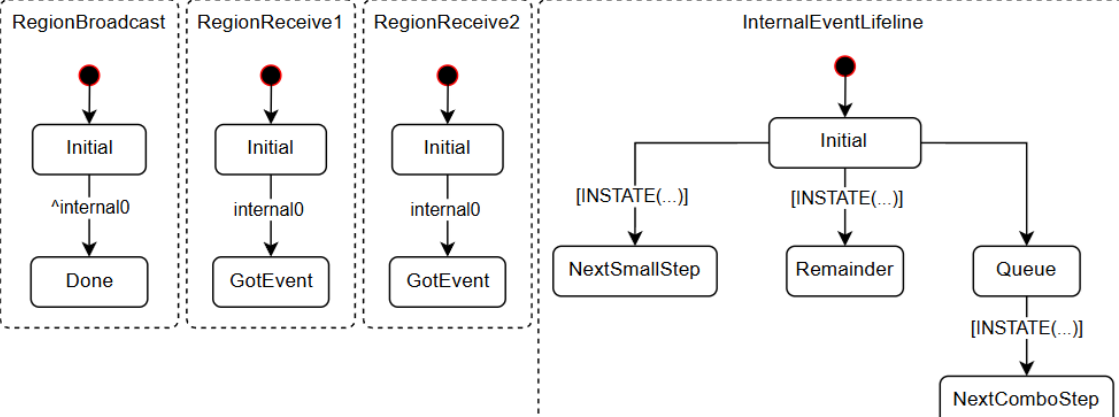 RegionBroadcast
RegionReceive1
RegionReceive2
InternalEventLifeline
Initial
Initial
Initial
Initial
^internal0
internal0
internal0
[INSTATE(...)]
[INSTATE(...)]
Done
GotEvent
GotEvent
NextSmallStep
Remainder
Queue
[INSTATE(...)]
NextComboStep